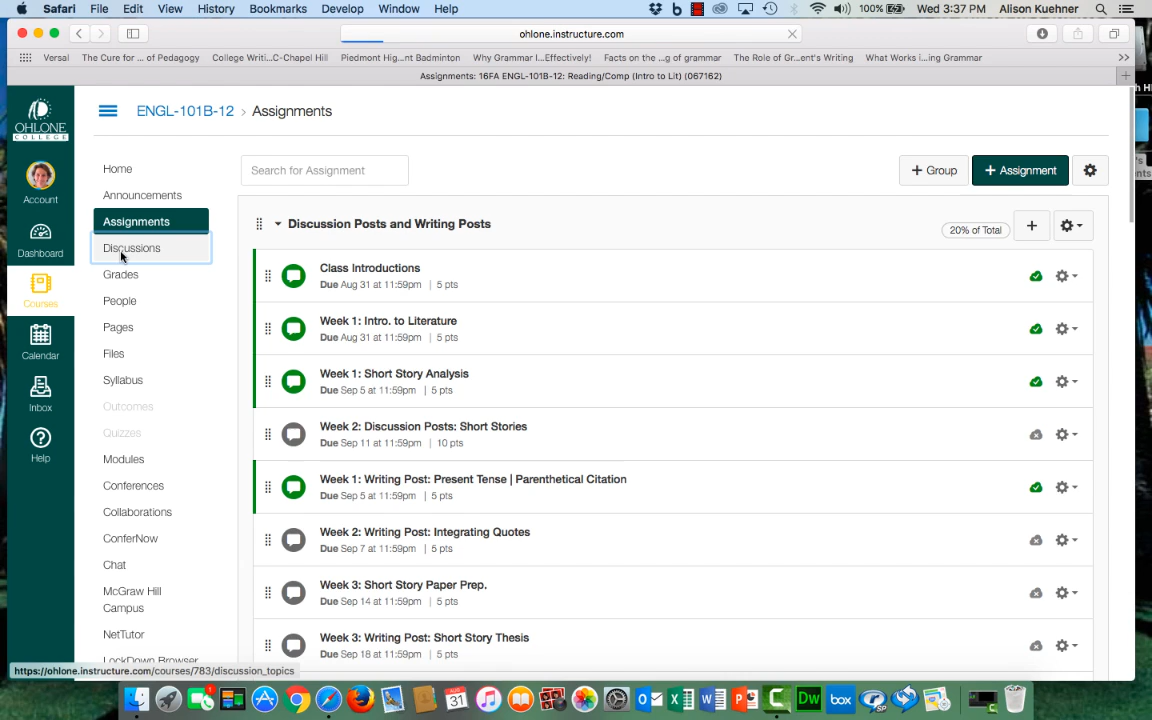 Safari File Edit View History Bookmarks Develop Window Help 100% Wed 3:37 PM Alison Kuehner
ohlone.instructure.com
Versal The Cure for ... of Pedagogy College Writi...C-Chapel Hill Piedmont Hig...nt Badminton Why Grammar I...Effectively! Facts on the ...g of grammar The Role of Gr...ent's Writing What Works i...ing Grammar
Assignments: 16FA ENGL-101B-12: Reading/Comp (Intro to Lit) (067162)
OHLONE
COLLEGE
ENGL-101B-12 > Assignments
Account
Dashboard
Courses
Calendar
Inbox
Help
Home
Announcements
Assignments
Discussions
Grades
People
Pages
Files
Syllabus
Outcomes
Quizzes
Modules
Conferences
Collaborations
ConferNow
Chat
McGraw Hill
Campus
NetTutor
LockDown Browser
Search for Assignment
+ Group
+ Assignment
Discussion Posts and Writing Posts
20% of Total
Class Introductions
Due Aug 31 at 11:59pm | 5 pts
Week 1: Intro. to Literature
Due Aug 31 at 11:59pm | 5 pts
Week 1: Short Story Analysis
Due Sep 5 at 11:59pm | 5 pts
Week 2: Discussion Posts: Short Stories
Due Sep 11 at 11:59pm | 10 pts
Week 1: Writing Post: Present Tense | Parenthetical Citation
Due Sep 5 at 11:59pm | 5 pts
Week 2: Writing Post: Integrating Quotes
Due Sep 7 at 11:59pm | 5 pts
Week 3: Short Story Paper Prep.
Due Sep 14 at 11:59pm | 5 pts
Week 3: Writing Post: Short Story Thesis
Due Sep 18 at 11:59pm | 5 pts
https://ohlone.instructure.com/courses/783/discussion_topics
AUG
31
Dw
box